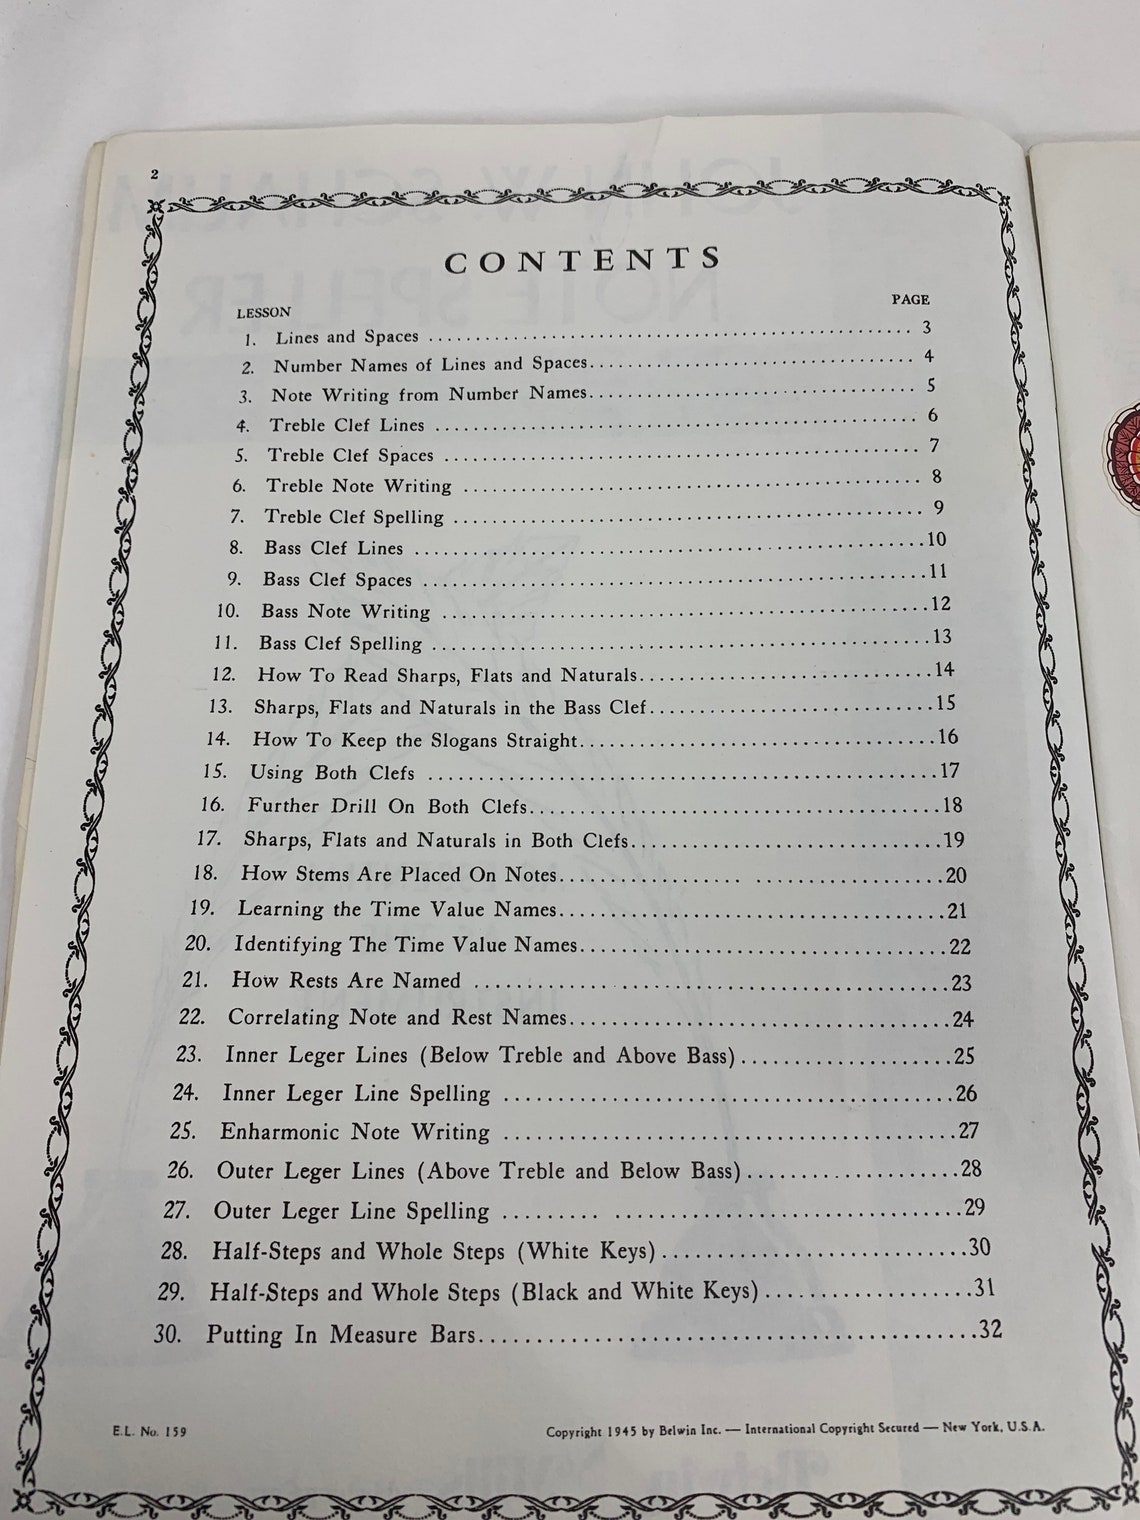 2
CONTENTS
LESSON PAGE
1. Lines and Spaces 3
2. Number Names of Lines and Spaces 4
3. Note Writing from Number Names 5
4. Treble Clef Lines 6
5. Treble Clef Spaces 7
6. Treble Note Writing 8
7. Treble Clef Spelling 9
8. Bass Clef Lines 10
9. Bass Clef Spaces 11
10. Bass Note Writing 12
11. Bass Clef Spelling 13
12. How To Read Sharps, Flats and Naturals 14
13. Sharps, Flats and Naturals in the Bass Clef 15
14. How To Keep the Slogans Straight 16
15. Using Both Clefs 17
16. Further Drill On Both Clefs 18
17. Sharps, Flats and Naturals in Both Clefs 19
18. How Stems Are Placed On Notes 20
19. Learning the Time Value Names 21
20. Identifying The Time Value Names 22
21. How Rests Are Named 23
22. Correlating Note and Rest Names 24
23. Inner Leger Lines (Below Treble and Above Bass) 25
24. Inner Leger Line Spelling 26
25. Enharmonic Note Writing 27
26. Outer Leger Lines (Above Treble and Below Bass) 28
27. Outer Leger Line Spelling 29
28. Half-Steps and Whole Steps (White Keys) 30
29. Half-Steps and Whole Steps (Black and White Keys) 31
30. Putting In Measure Bars 32
E.L. No. 159
Copyright 1945 by Belwin Inc. — International Copyright Secured — New York, U.S.A.